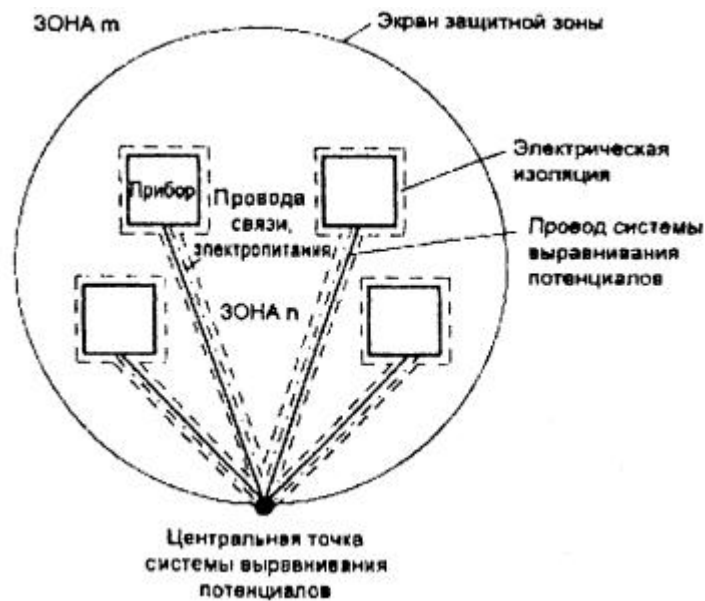 ЗОНА m
Экран защитной зоны
Электрическая
изоляция
Прибор
Провода
связи,
электропитания
Провод системы
выравнивания
потенциалов
ЗОНА n
Центральная точка
системы выравнивания
потенциалов